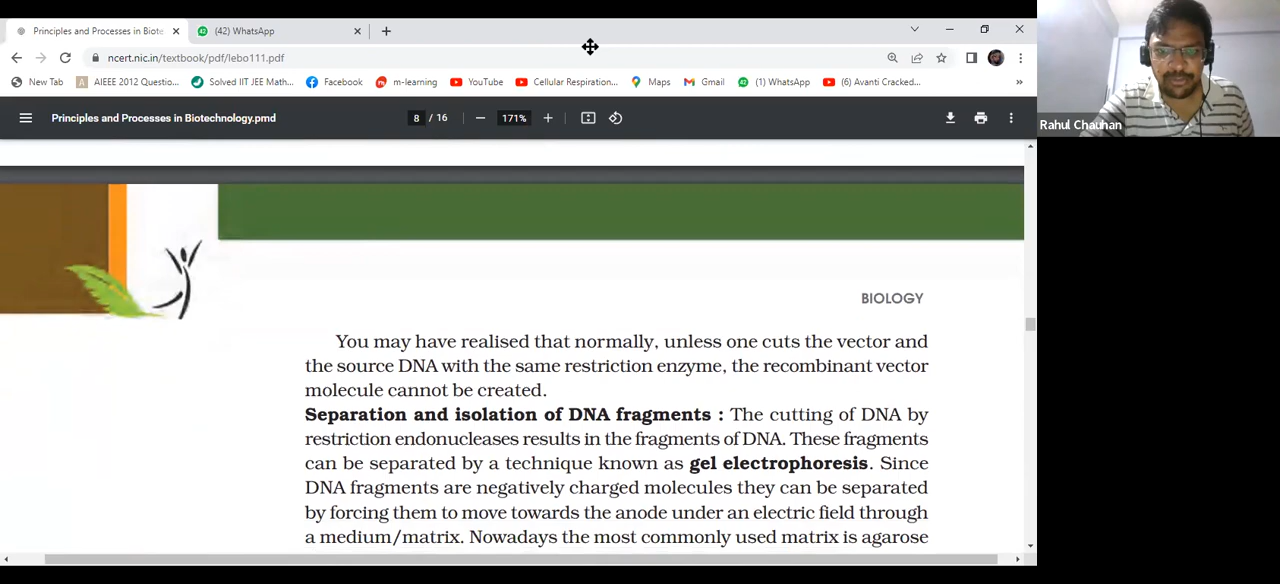 Principles and Processes in Biote
(42) WhatsApp
ncert.nic.in/textbook/pdf/lebo111.pdf
New Tab
AIEEE 2012 Questio...
Solved IIT JEE Math...
Facebook
m-learning
YouTube
Cellular Respiration...
Maps
Gmail
(1) WhatsApp
(6) Avanti Cracked...
»
Principles and Processes in Biotechnology.pmd
8 / 16
171%
Rahul Chauhan
BIOLOGY
You may have realised that normally, unless one cuts the vector and
the source DNA with the same restriction enzyme, the recombinant vector
molecule cannot be created.
Separation and isolation of DNA fragments : The cutting of DNA by
restriction endonucleases results in the fragments of DNA. These fragments
can be separated by a technique known as gel electrophoresis. Since
DNA fragments are negatively charged molecules they can be separated
by forcing them to move towards the anode under an electric field through
a medium/matrix. Nowadays the most commonly used matrix is agarose